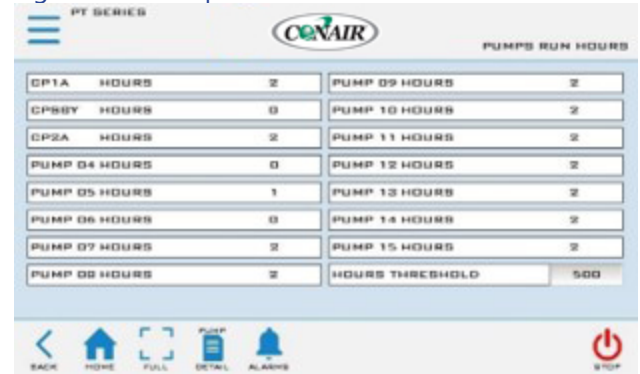 PT SERIES
CONAIR
PUMPS RUN HOURS
CP1A HOURS 2
CPSBY HOURS 0
CP2A HOURS 2
PUMP 04 HOURS 0
PUMP 05 HOURS 1
PUMP 06 HOURS 0
PUMP 07 HOURS 2
PUMP 08 HOURS 2
PUMP 09 HOURS 2
PUMP 10 HOURS 2
PUMP 11 HOURS 2
PUMP 12 HOURS 2
PUMP 13 HOURS 2
PUMP 14 HOURS 2
PUMP 15 HOURS 2
HOURS THRESHOLD 500
BACK
HOME
FULL
PUMP
DETAIL
ALARMS
STOP